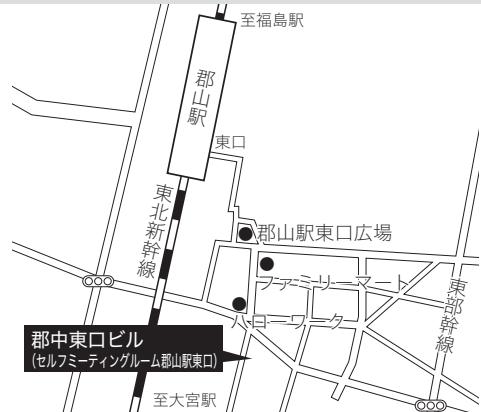 至福島駅
郡山駅
東口
東北新幹線
郡山駅東口広場
ファミリーマート
東部幹線
ハローワーク
郡中東口ビル
(セルフミーティングルーム郡山駅東口)
至大宮駅